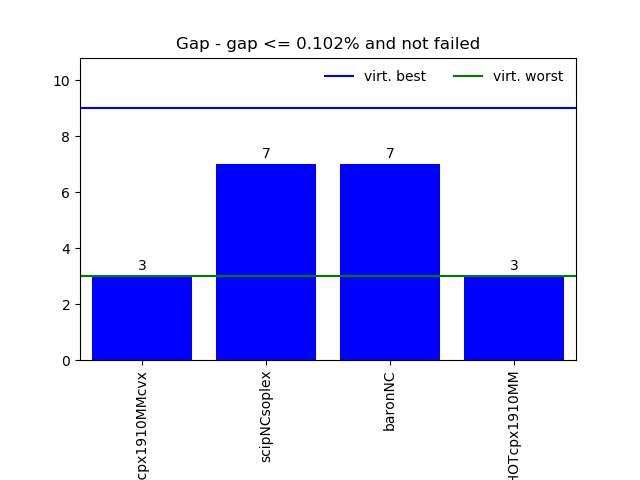 Gap - gap <= 0.102% and not failed
virt. best
virt. worst
10
8
6
4
2
0
3
7
7
3
cpx1910MMcvx
scipNCsoplex
baronNC